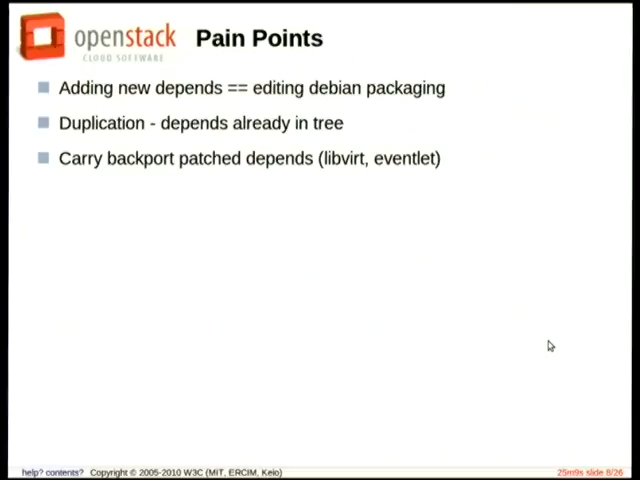 openstack
CLOUD SOFTWARE
Pain Points
Adding new depends == editing debian packaging
Duplication - depends already in tree
Carry backport patched depends (libvirt, eventlet)
help? contents? Copyright © 2005-2010 W3C (MIT, ERCIM, Keio)
25m9s slide 8/26